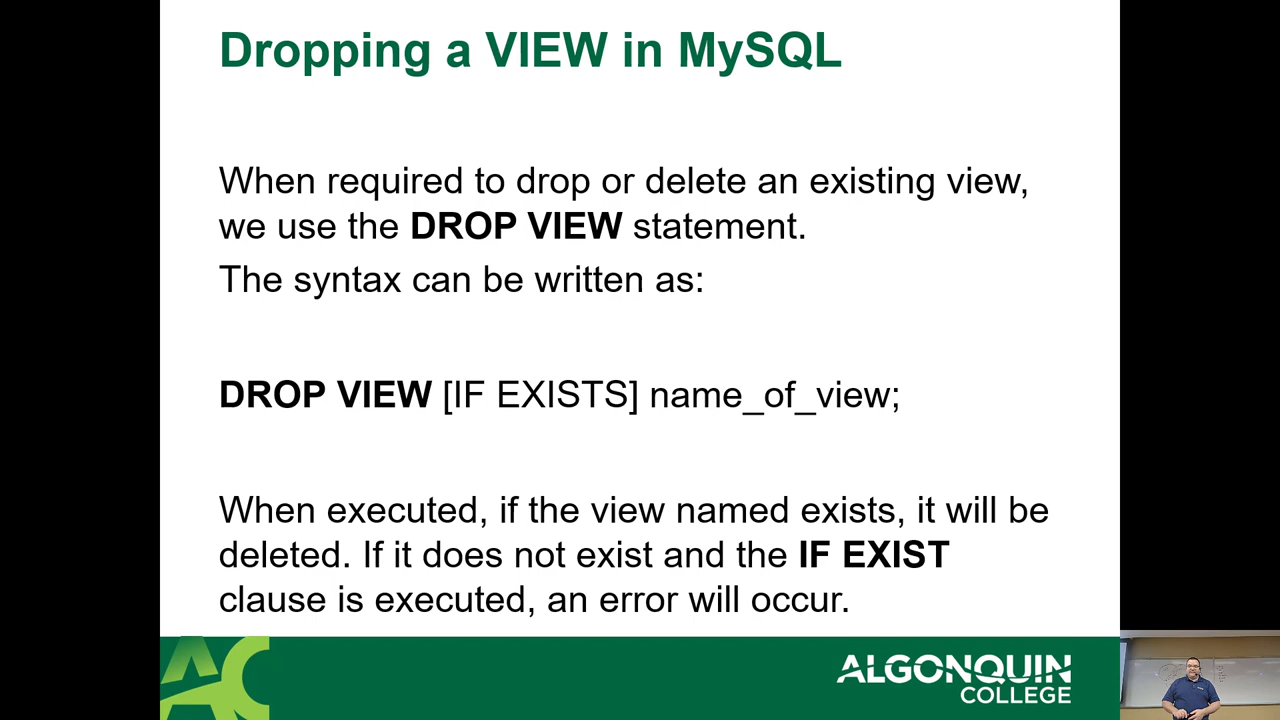 Dropping a VIEW in MySQL
When required to drop or delete an existing view,
we use the DROP VIEW statement.
The syntax can be written as:
DROP VIEW [IF EXISTS] name_of_view;
When executed, if the view named exists, it will be
deleted. If it does not exist and the IF EXIST
clause is executed, an error will occur.
AC
ALGONQUIN
COLLEGE